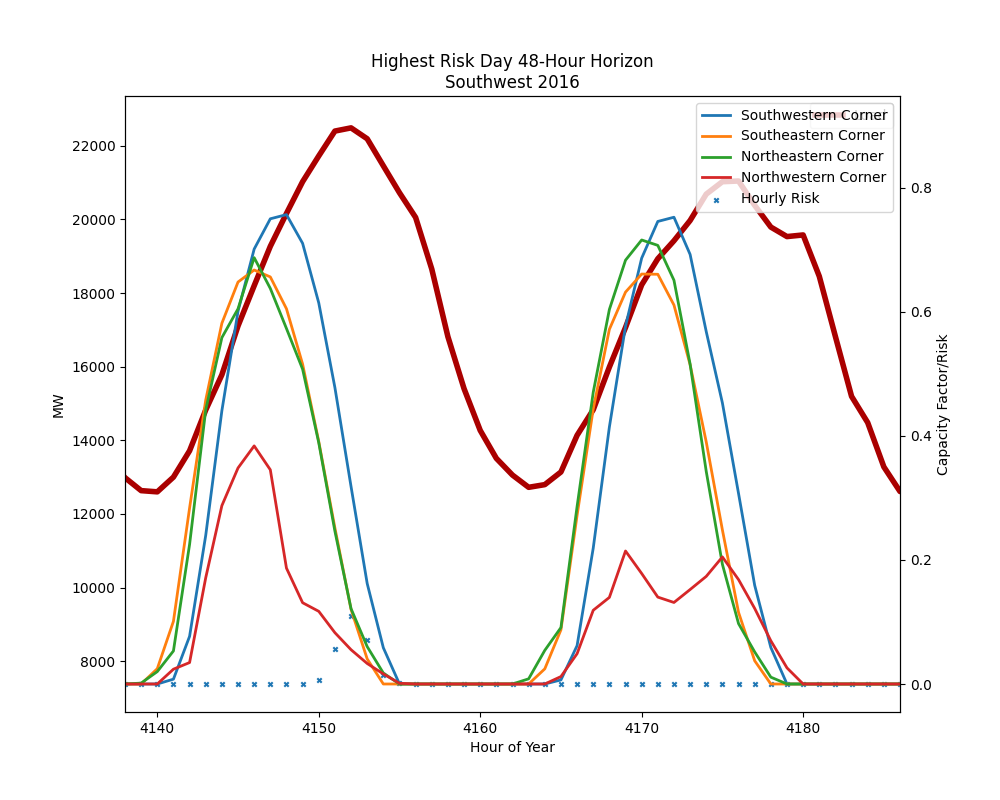 Highest Risk Day 48-Hour Horizon
Southwest 2016
MW
22000
20000
18000
16000
14000
12000
10000
8000
0.8
0.6
0.4
0.2
0.0
Capacity Factor/Risk
4140 4150 4160 4170 4180
Hour of Year
Southwestern Corner
Southeastern Corner
Northeastern Corner
Northwestern Corner
Hourly Risk